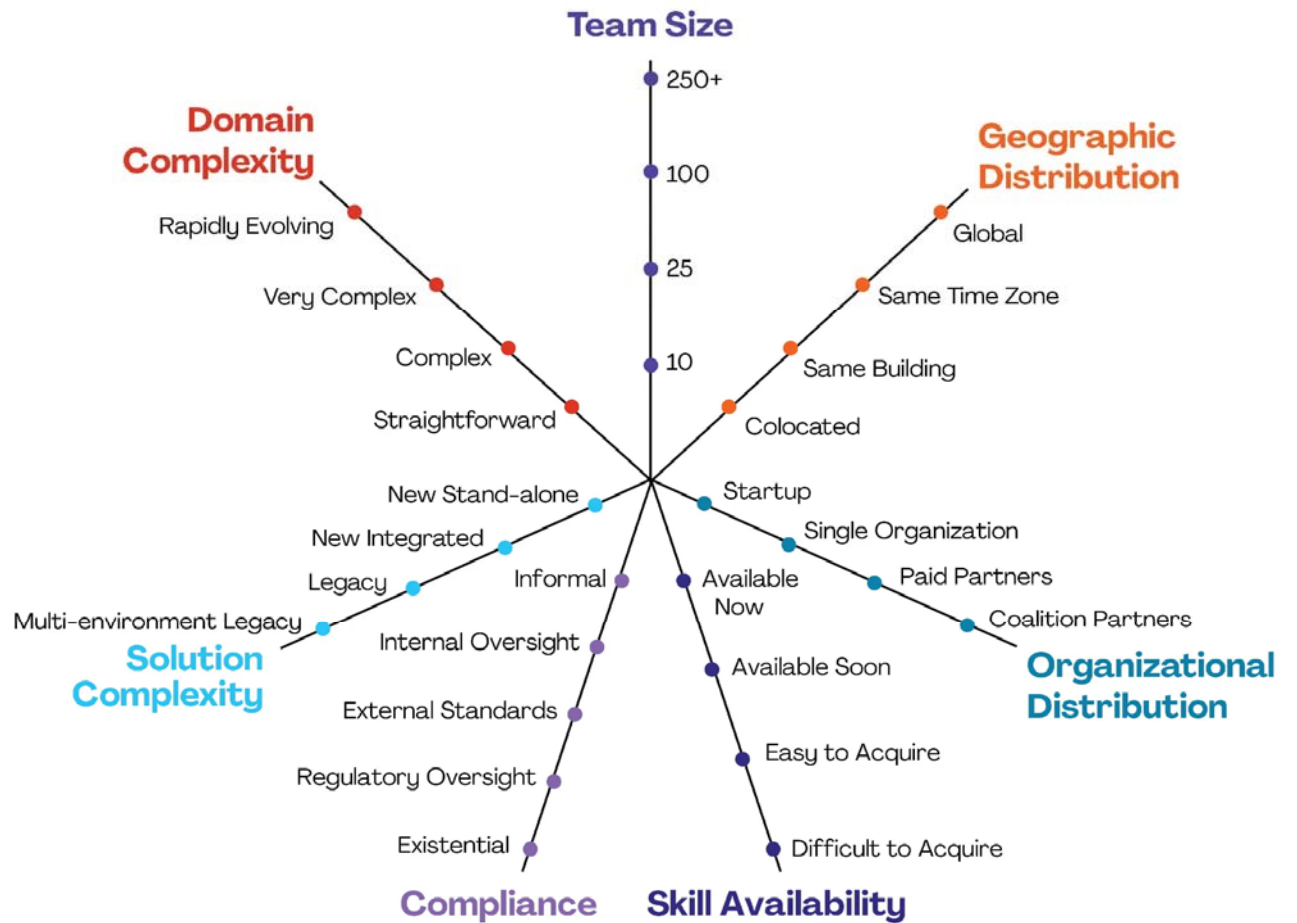 Team Size
250+
100
25
10
Domain
Complexity
Rapidly Evolving
Very Complex
Complex
Straightforward
Geographic
Distribution
Global
Same Time Zone
Same Building
Colocated
New Stand-alone
New Integrated
Legacy
Multi-environment Legacy
Solution
Complexity
Startup
Single Organization
Paid Partners
Coalition Partners
Organizational
Distribution
Informal
Internal Oversight
External Standards
Regulatory Oversight
Existential
Compliance
Available
Now
Available Soon
Easy to Acquire
Difficult to Acquire
Skill Availability